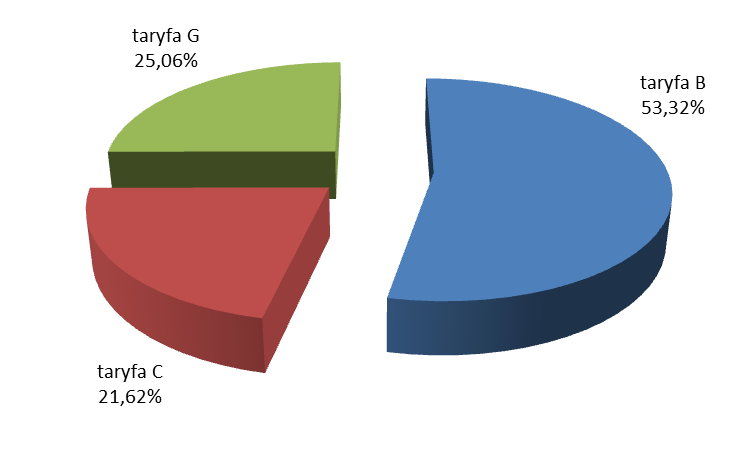 taryfa G
25,06%
taryfa B
53,32%
taryfa C
21,62%